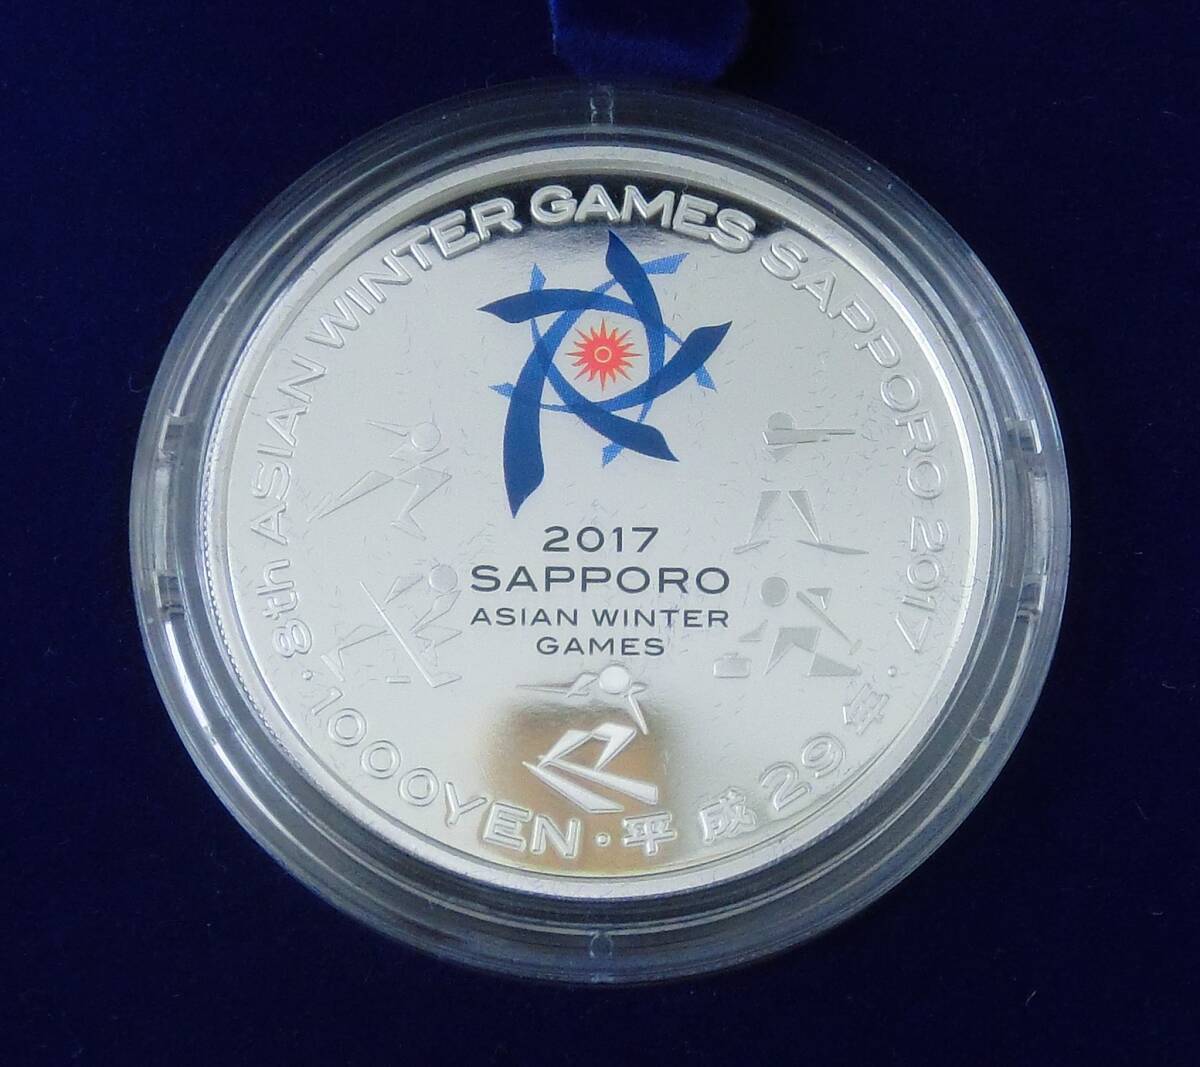 8th ASIAN WINTER GAMES SAPPORO 2017
2017
SAPPORO
ASIAN WINTER
GAMES
・1000YEN・平成29年・